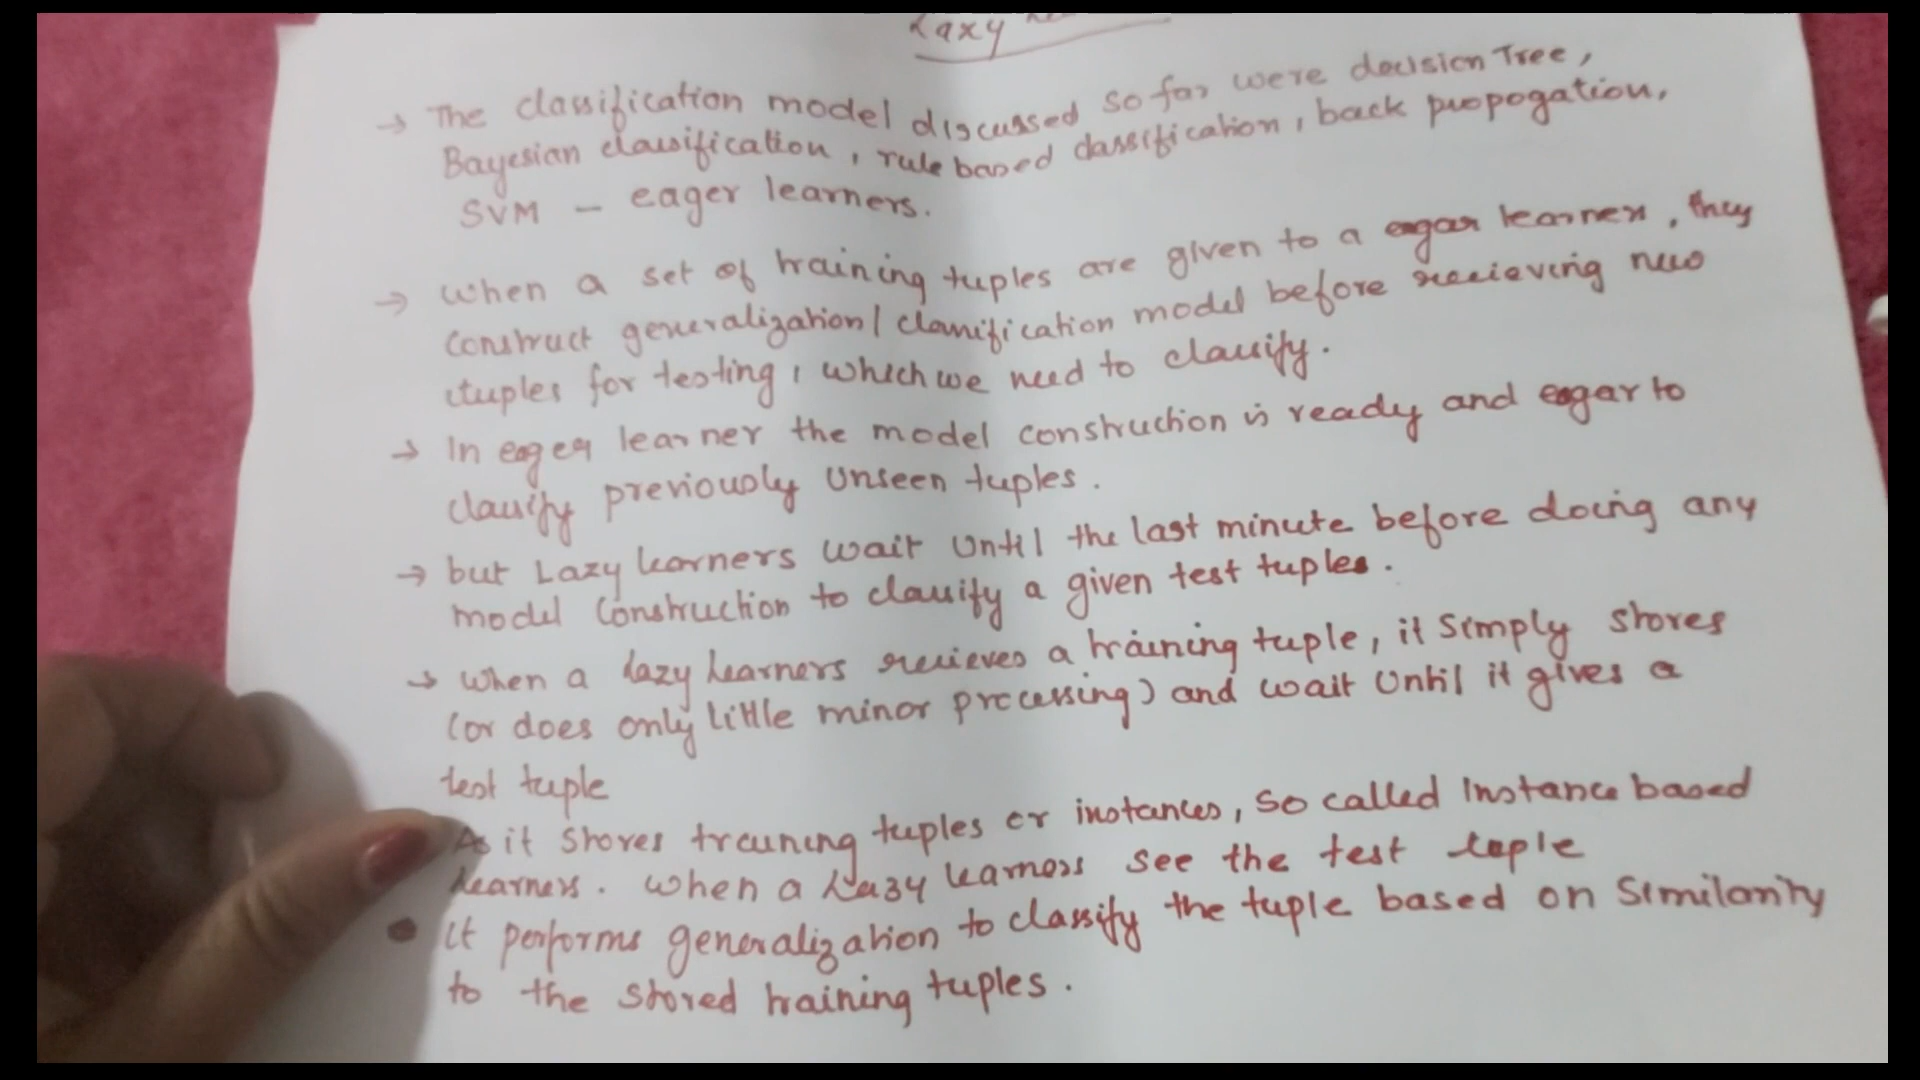 Lazy
→ The classification model discussed so far were decision Tree,
Bayesian classification, rule based classification, back propogation,
SVM - eager learners.
→ When a set of training tuples are given to a eagar learner, they
construct generalization/classification model before recieving new
tuples for testing, which we need to classify.
→ In eager learner the model construction is ready and eagar to
classify previously unseen tuples.
→ but Lazy learners wait until the last minute before doing any
model construction to classify a given test tuples.
→ when a lazy learners recieves a training tuple, it simply stores
(or does only little minor processing) and wait until it gives a
test tuple
As it stores training tuples or instances, so called instance based
learners. When a Lazy learners see the test tople
it performs generalization to classify the tuple based on similarity
to the stored training tuples.